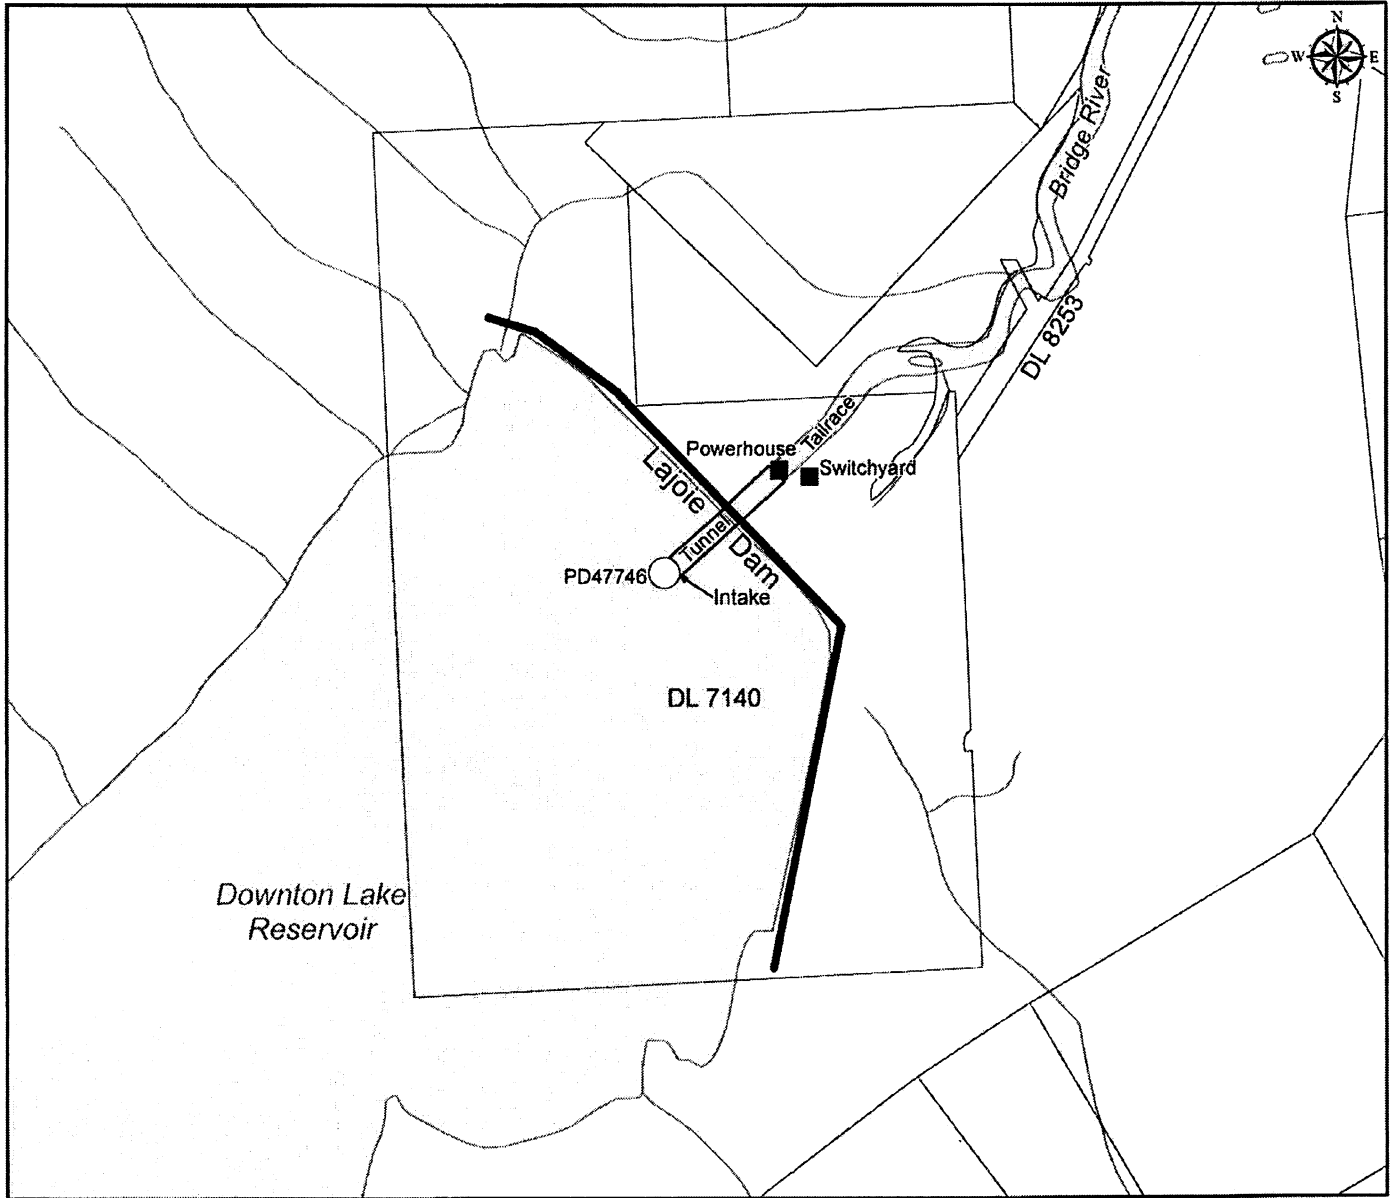 N
W E
S
Bridge River
DL 8253
Tailrace
Powerhouse
Switchyard
Lajoie Dam
Tunnel
PD47746
Intake
DL 7140
Downton Lake
Reservoir